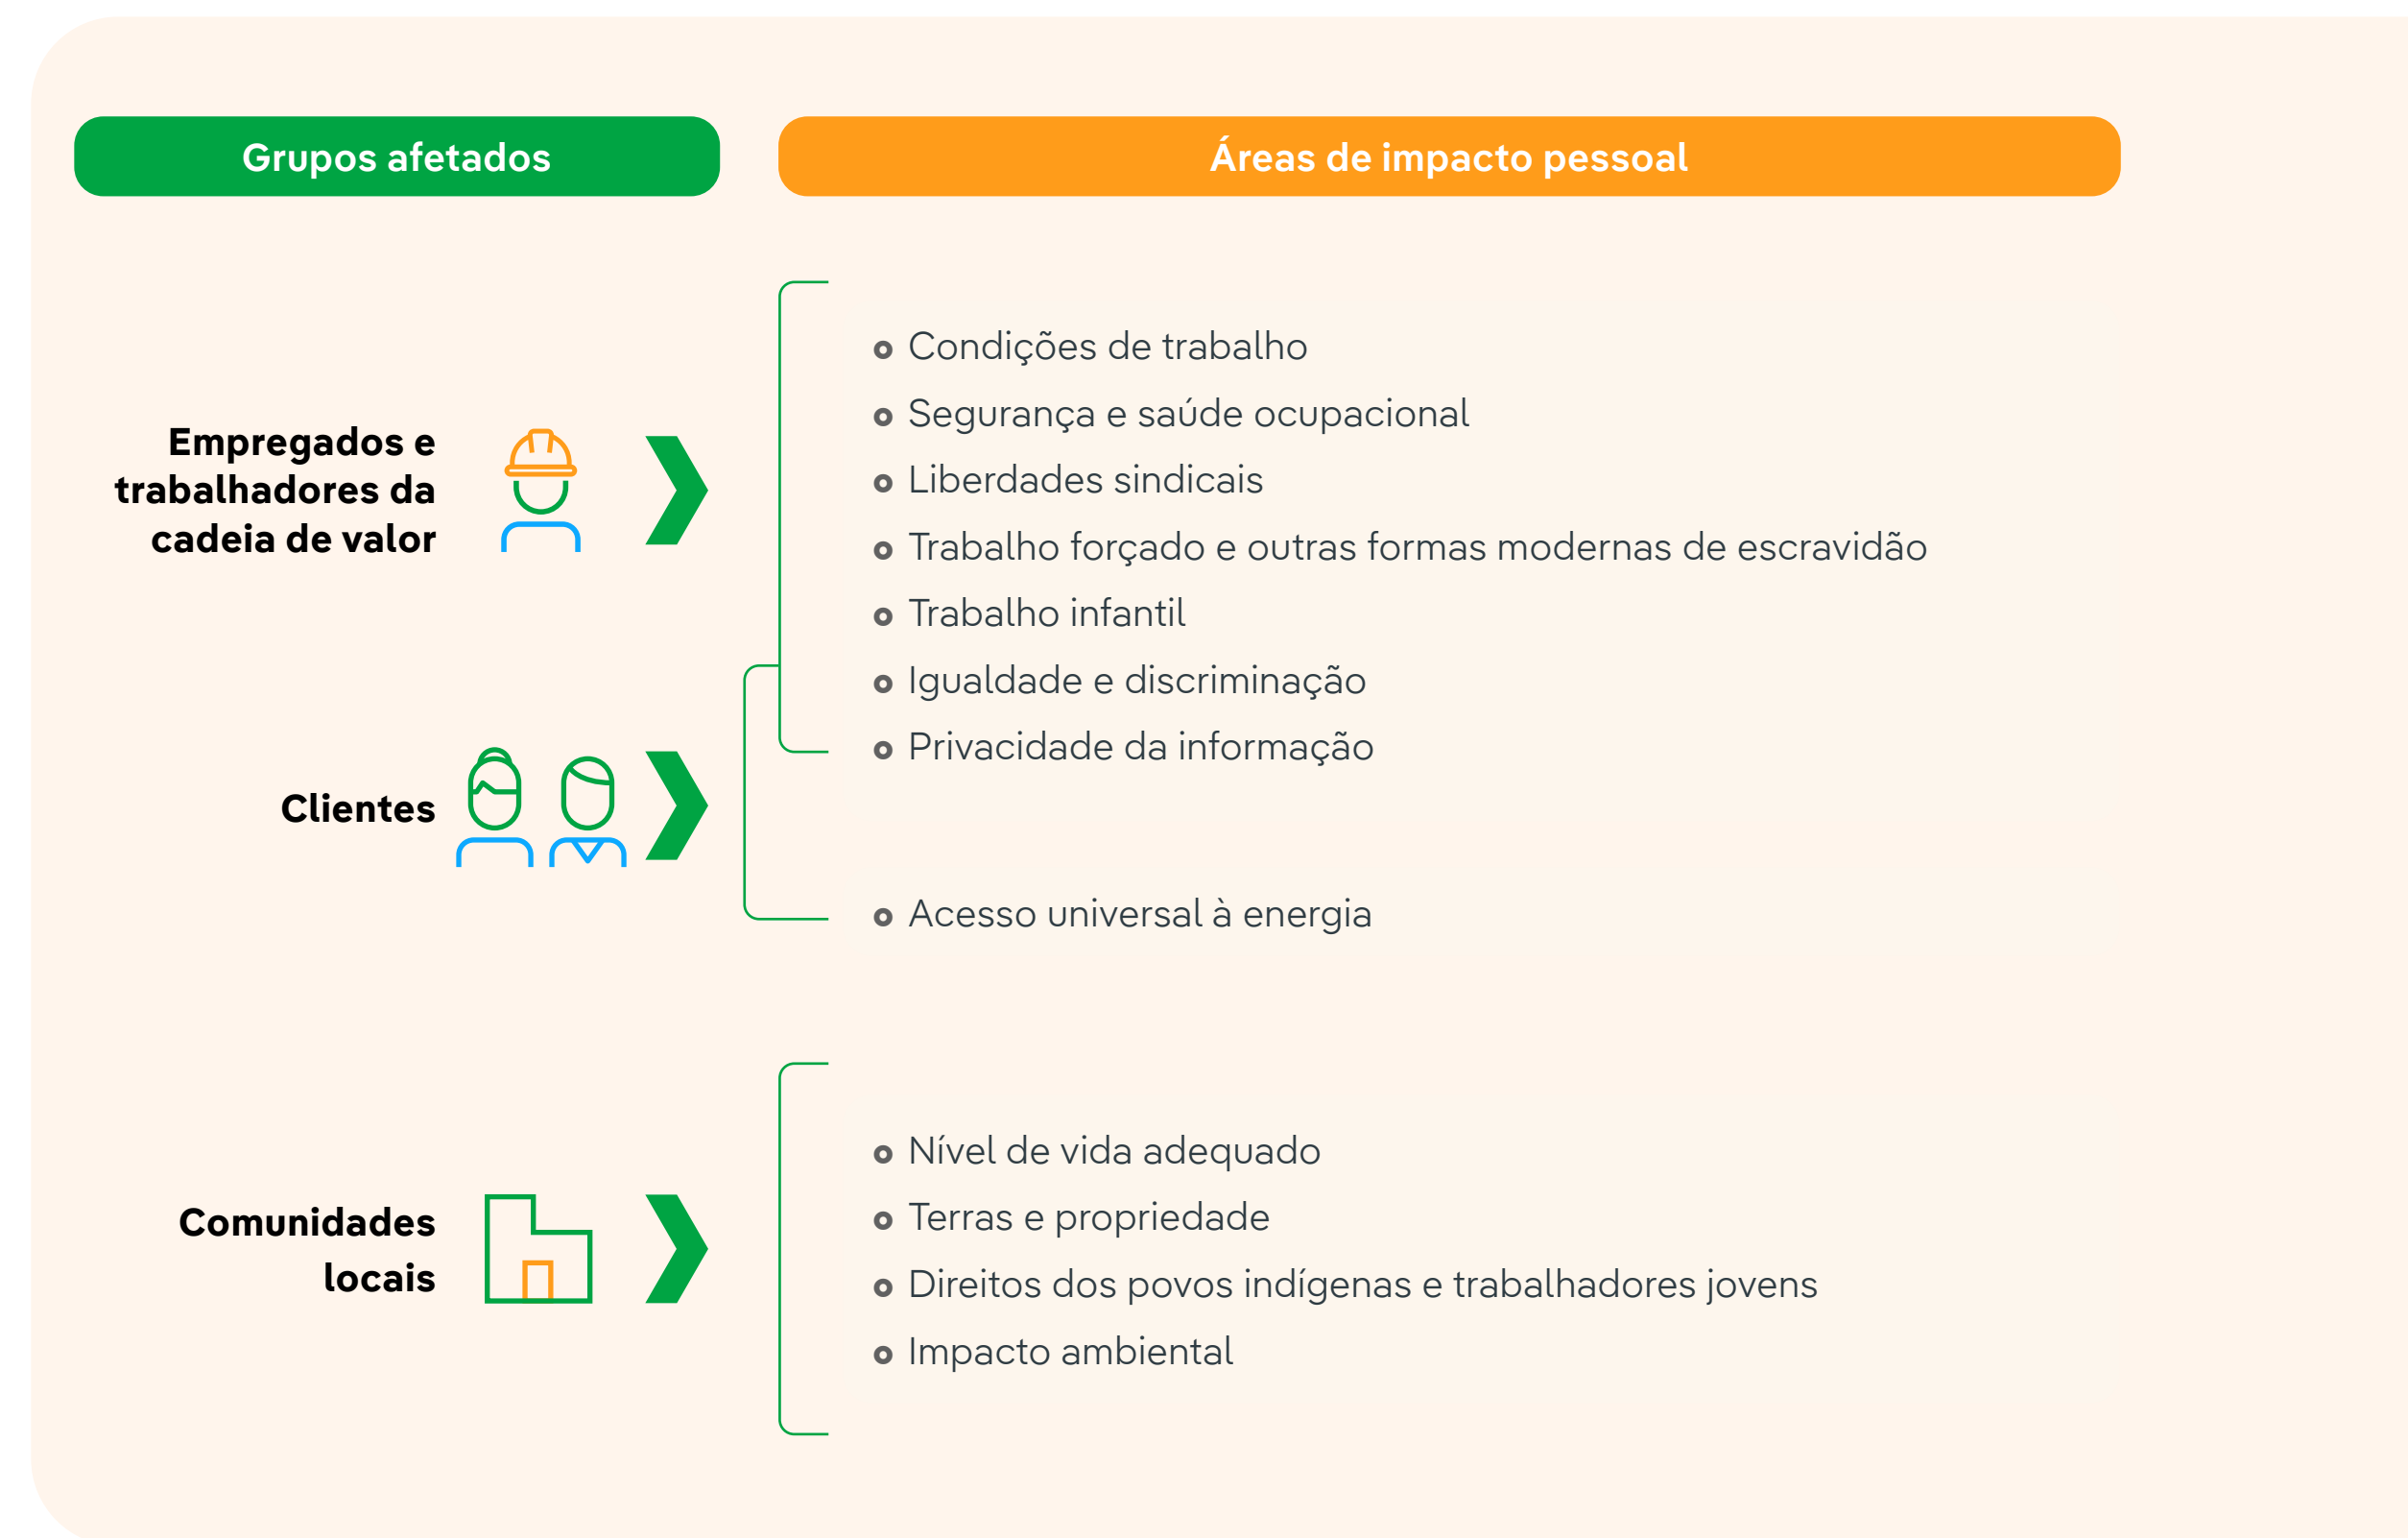 Grupos afetados
Áreas de impacto pessoal
Empregados e
trabalhadores da
cadeia de valor
Condições de trabalho
Segurança e saúde ocupacional
Liberdades sindicais
Trabalho forçado e outras formas modernas de escravidão
Trabalho infantil
Igualdade e discriminação
Privacidade da informação
Clientes
Acesso universal à energia
Comunidades
locais
Nível de vida adequado
Terras e propriedade
Direitos dos povos indígenas e trabalhadores jovens
Impacto ambiental